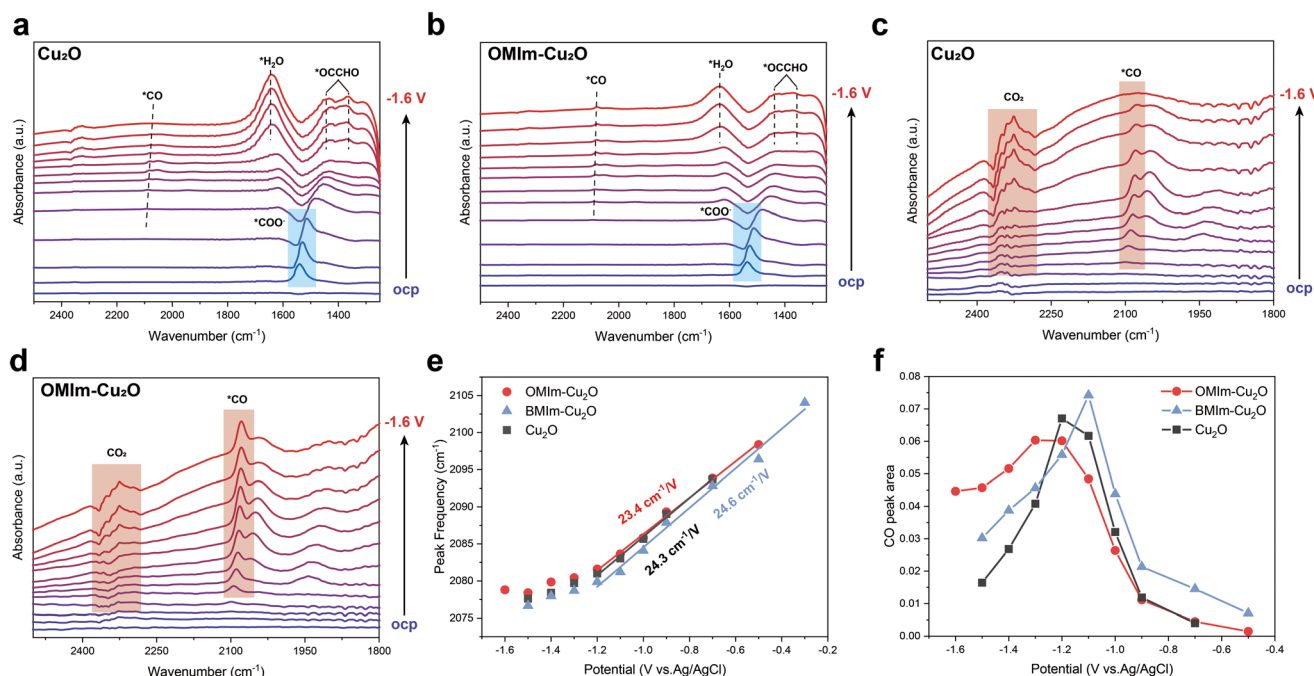 a
Cu₂O
*CO
*H₂O
*OCCHO
*COO⁻
-1.6 V
ocp
Absorbance (a.u.)
2400 2200 2000 1800 1600 1400
Wavenumber (cm⁻¹)
b
OMIm-Cu₂O
*CO
*H₂O
*OCCHO
*COO⁻
-1.6 V
ocp
Absorbance (a.u.)
2400 2200 2000 1800 1600 1400
Wavenumber (cm⁻¹)
c
Cu₂O
CO₂
*CO
-1.6 V
ocp
Absorbance (a.u.)
2400 2250 2100 1950 1800
Wavenumber (cm⁻¹)
d
OMIm-Cu₂O
CO₂
*CO
-1.6 V
ocp
Absorbance (a.u.)
2400 2250 2100 1950 1800
Wavenumber (cm⁻¹)
e
OMIm-Cu₂O
BMIm-Cu₂O
Cu₂O
23.4 cm⁻¹/V
24.6 cm⁻¹/V
24.3 cm⁻¹/V
Peak Frequency (cm⁻¹)
2105
2100
2095
2090
2085
2080
2075
-1.6 -1.4 -1.2 -1.0 -0.8 -0.6 -0.4 -0.2
Potential (V vs.Ag/AgCl)
f
OMIm-Cu₂O
BMIm-Cu₂O
Cu₂O
CO peak area
0.08
0.07
0.06
0.05
0.04
0.03
0.02
0.01
0.00
-1.6 -1.4 -1.2 -1.0 -0.8 -0.6
Potential (V vs.Ag/AgCl)